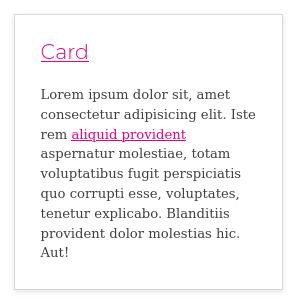 Card
Lorem ipsum dolor sit, amet
consectetur adipisicing elit. Iste
rem aliquid provident
aspernatur molestiae, totam
voluptatibus fugit perspiciatis
quo corrupti esse, voluptates,
tenetur explicabo. Blanditiis
provident dolor molestias hic.
Aut!